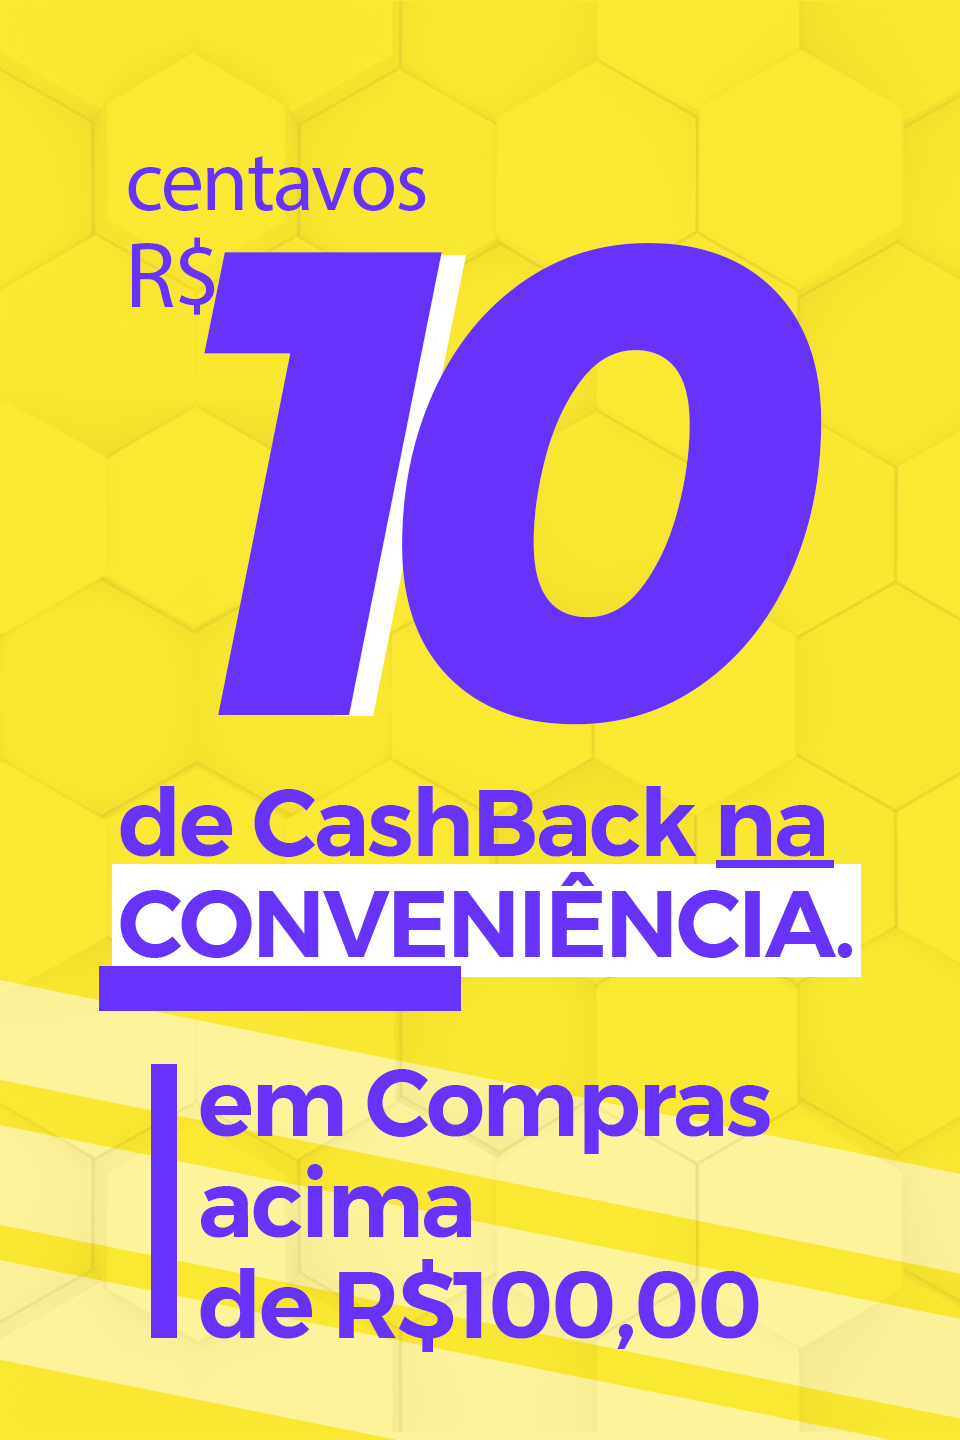 centavos
R$10
de CashBack na
CONVENIÊNCIA.
em Compras
acima
de R$100,00